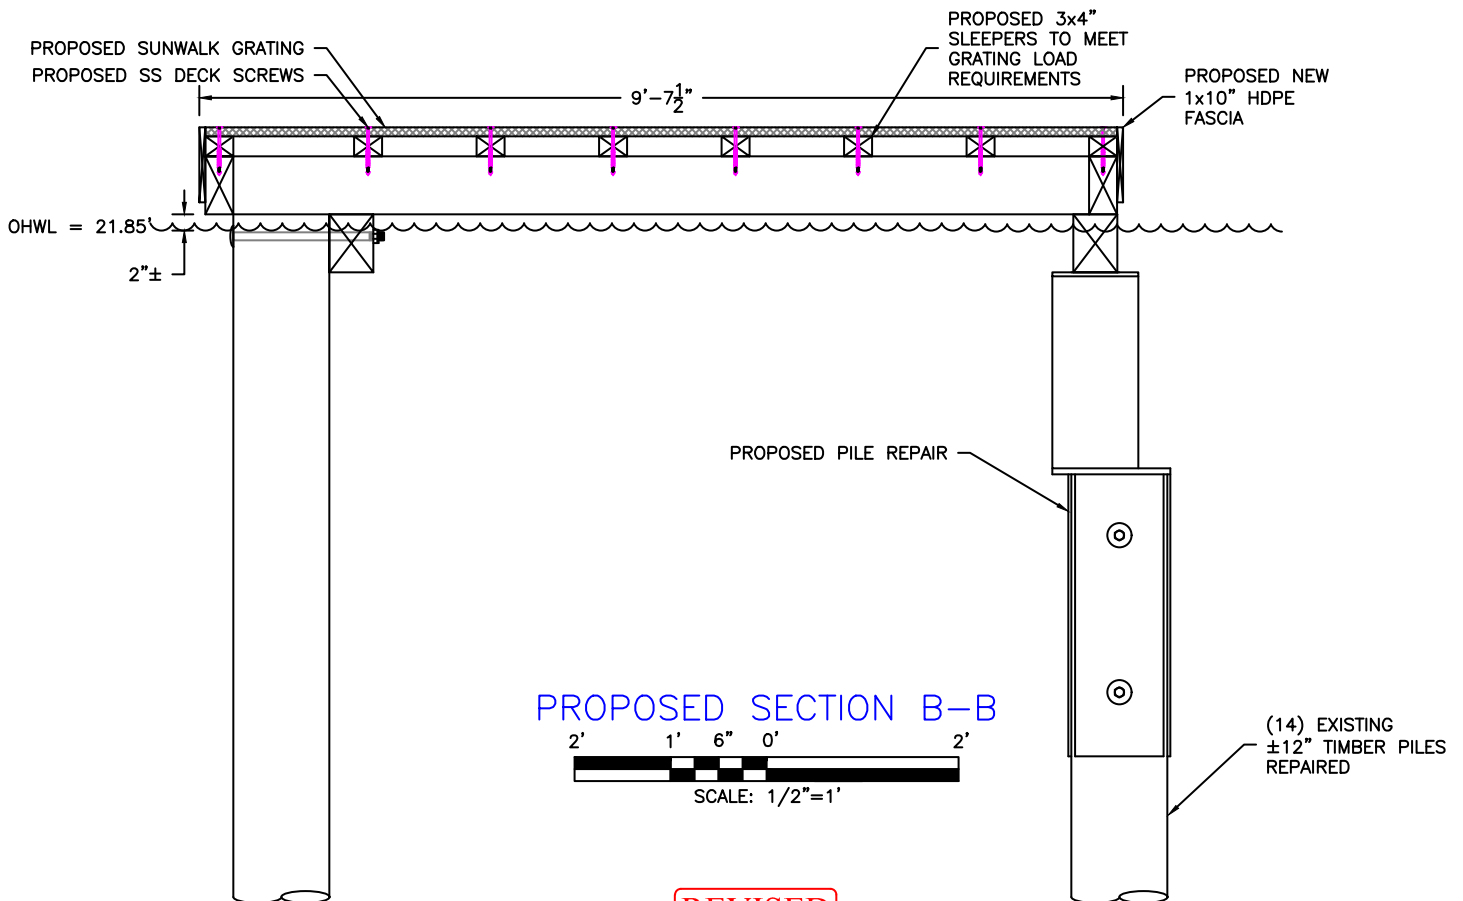 PROPOSED SUNWALK GRATING
PROPOSED SS DECK SCREWS
PROPOSED 3x4"
SLEEPERS TO MEET
GRATING LOAD
REQUIREMENTS
PROPOSED NEW
1x10" HDPE
FASCIA
9'-7½"
OHWL = 21.85'
2"±
PROPOSED PILE REPAIR
PROPOSED SECTION B-B
2' 1' 6" 0' 2'
SCALE: 1/2"=1'
(14) EXISTING
±12" TIMBER PILES
REPAIRED
REVISED